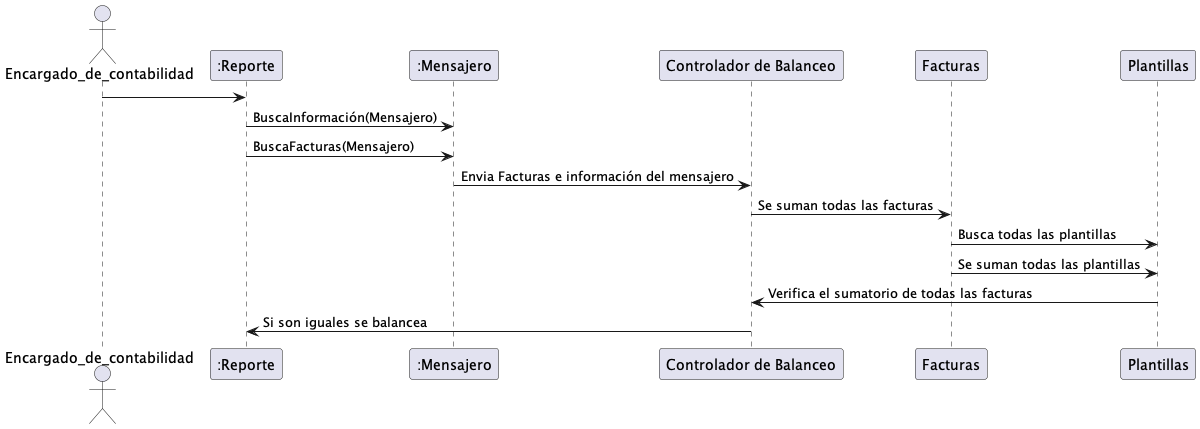 Encargado_de_contabilidad
:Reporte
:Mensajero
Controlador de Balanceo
Facturas
Plantillas
BuscaInformación(Mensajero)
BuscaFacturas(Mensajero)
Envia Facturas e información del mensajero
Se suman todas las facturas
Busca todas las plantillas
Se suman todas las plantillas
Verifica el sumatorio de todas las facturas
Si son iguales se balancea
Encargado_de_contabilidad
:Reporte
:Mensajero
Controlador de Balanceo
Facturas
Plantillas